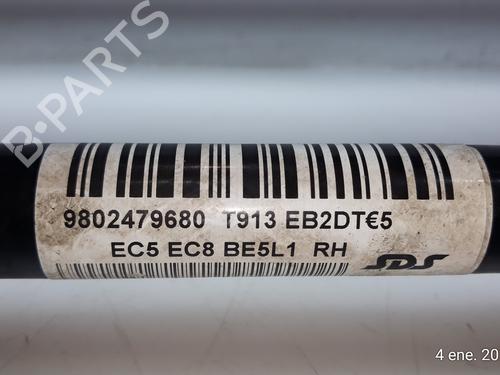 B·PARTS
9802479680 T913 EB2DT€5
EC5 EC8 BE5L1 RH SDS
4 ene. 20